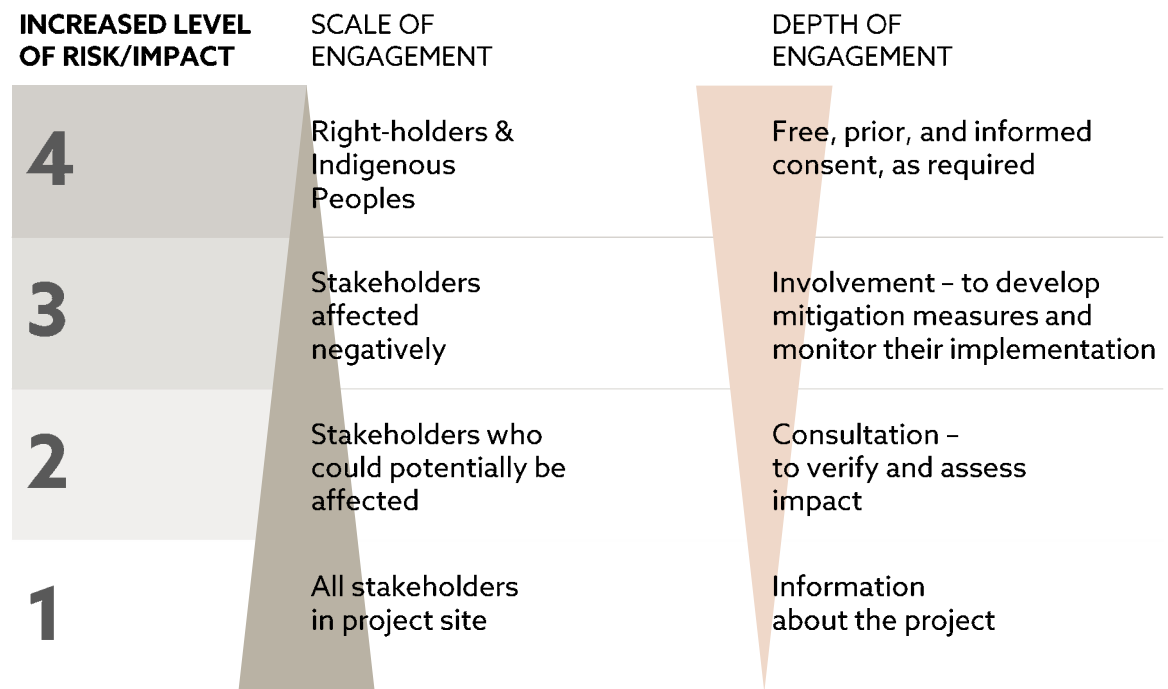 INCREASED LEVEL
OF RISK/IMPACT
SCALE OF
ENGAGEMENT
DEPTH OF
ENGAGEMENT
4
Right-holders &
Indigenous
Peoples
Free, prior, and informed
consent, as required
3
Stakeholders
affected
negatively
Involvement – to develop
mitigation measures and
monitor their implementation
2
Stakeholders who
could potentially be
affected
Consultation –
to verify and assess
impact
1
All stakeholders
in project site
Information
about the project